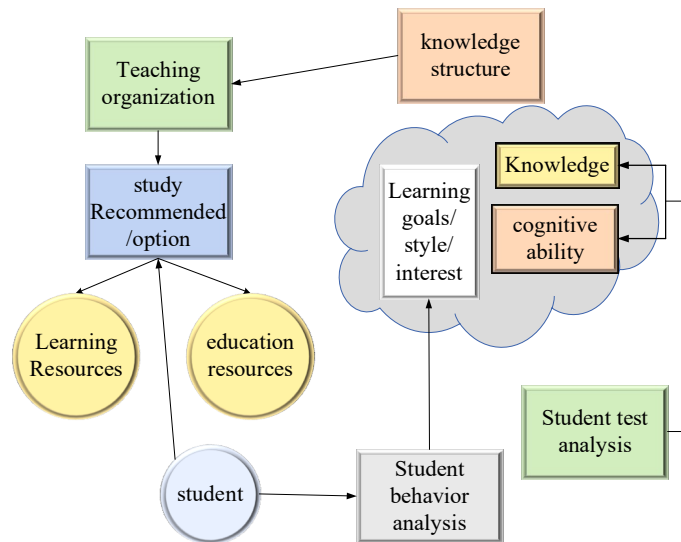 Teaching
organization
knowledge
structure
study
Recommended
/option
Learning
goals/
style/
interest
Knowledge
cognitive
ability
Learning
Resources
education
resources
Student test
analysis
student
Student
behavior
analysis